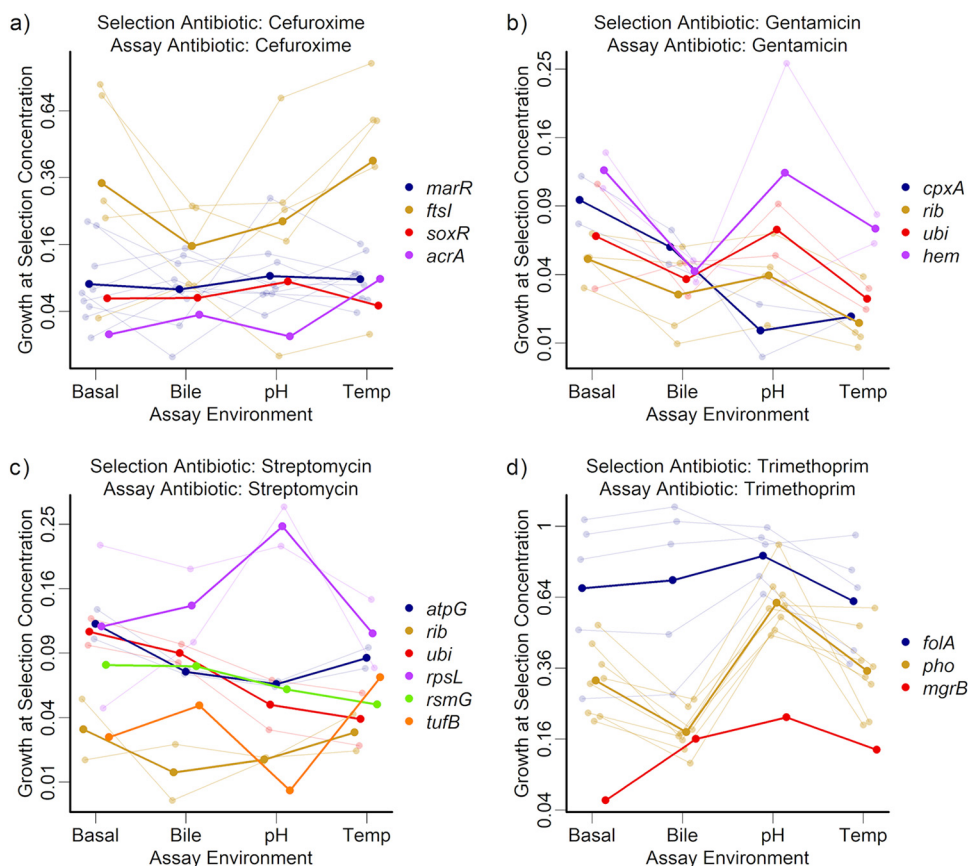 a)
Selection Antibiotic: Cefuroxime
Assay Antibiotic: Cefuroxime
Growth at Selection Concentration
0.64
0.36
0.16
0.04
Basal Bile pH Temp
Assay Environment
marR
ftsI
soxR
acrA
b)
Selection Antibiotic: Gentamicin
Assay Antibiotic: Gentamicin
Growth at Selection Concentration
0.25
0.16
0.09
0.04
0.01
Basal Bile pH Temp
Assay Environment
cpxA
rib
ubi
hem
c)
Selection Antibiotic: Streptomycin
Assay Antibiotic: Streptomycin
Growth at Selection Concentration
0.25
0.16
0.09
0.04
0.01
Basal Bile pH Temp
Assay Environment
atpG
rib
ubi
rpsL
rsmG
tufB
d)
Selection Antibiotic: Trimethoprim
Assay Antibiotic: Trimethoprim
Growth at Selection Concentration
1
0.64
0.36
0.16
0.04
Basal Bile pH Temp
Assay Environment
folA
pho
mgrB